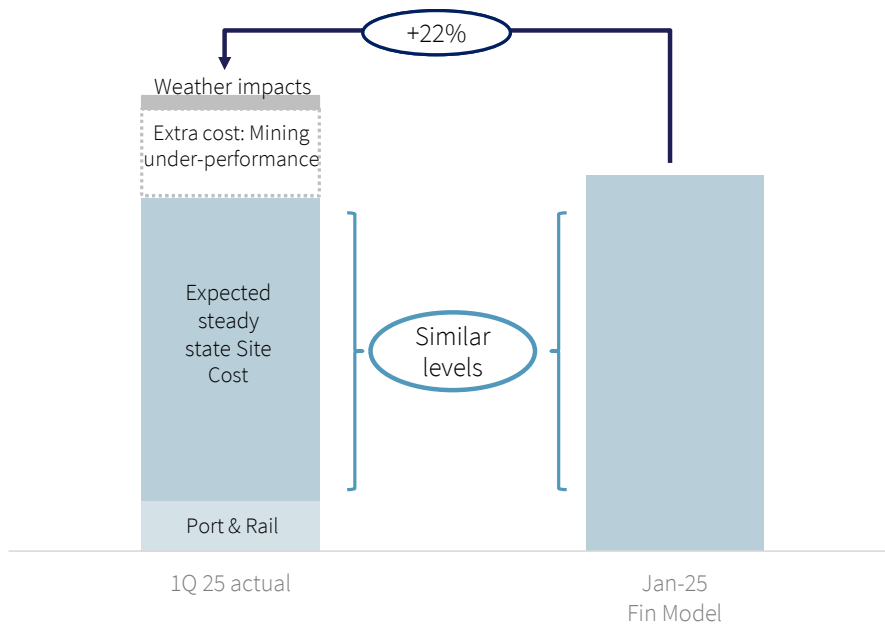 +22%
Weather impacts
Extra cost: Mining
under-performance
Expected
steady
state Site
Cost
Similar
levels
Port & Rail
1Q 25 actual
Jan-25
Fin Model